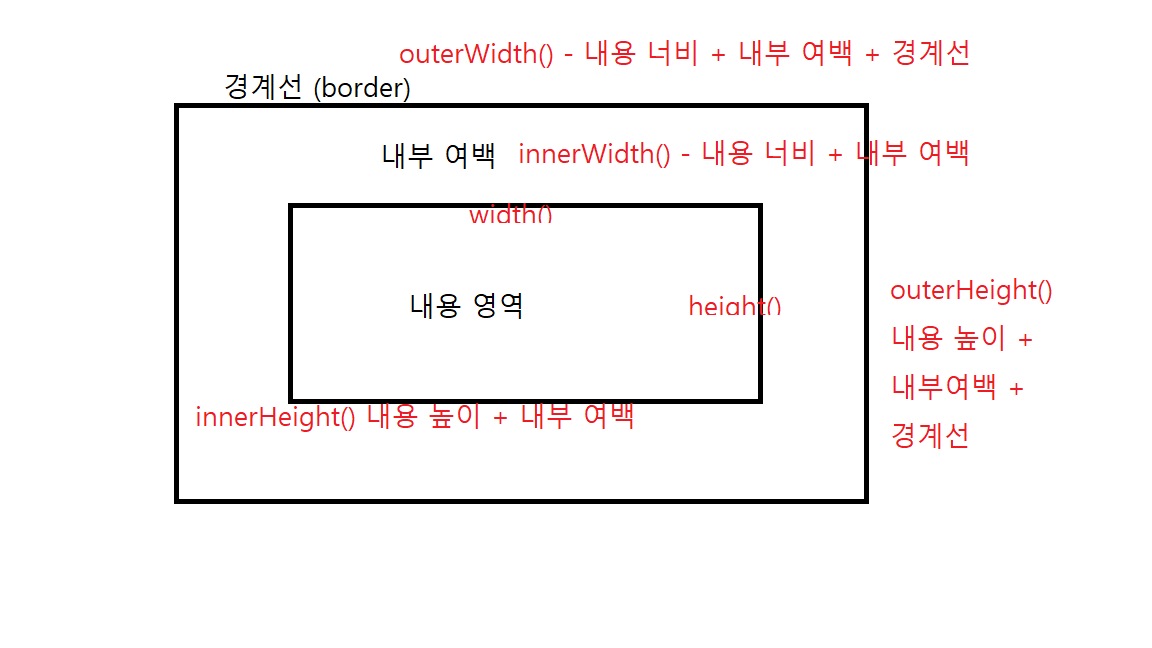 outerWidth() - 내용 너비 + 내부 여백 + 경계선
경계선 (border)
내부 여백 innerWidth() - 내용 너비 + 내부 여백
width()
내용 영역
height()
outerHeight()
내용 높이 +
내부여백 +
경계선
innerHeight() 내용 높이 + 내부 여백